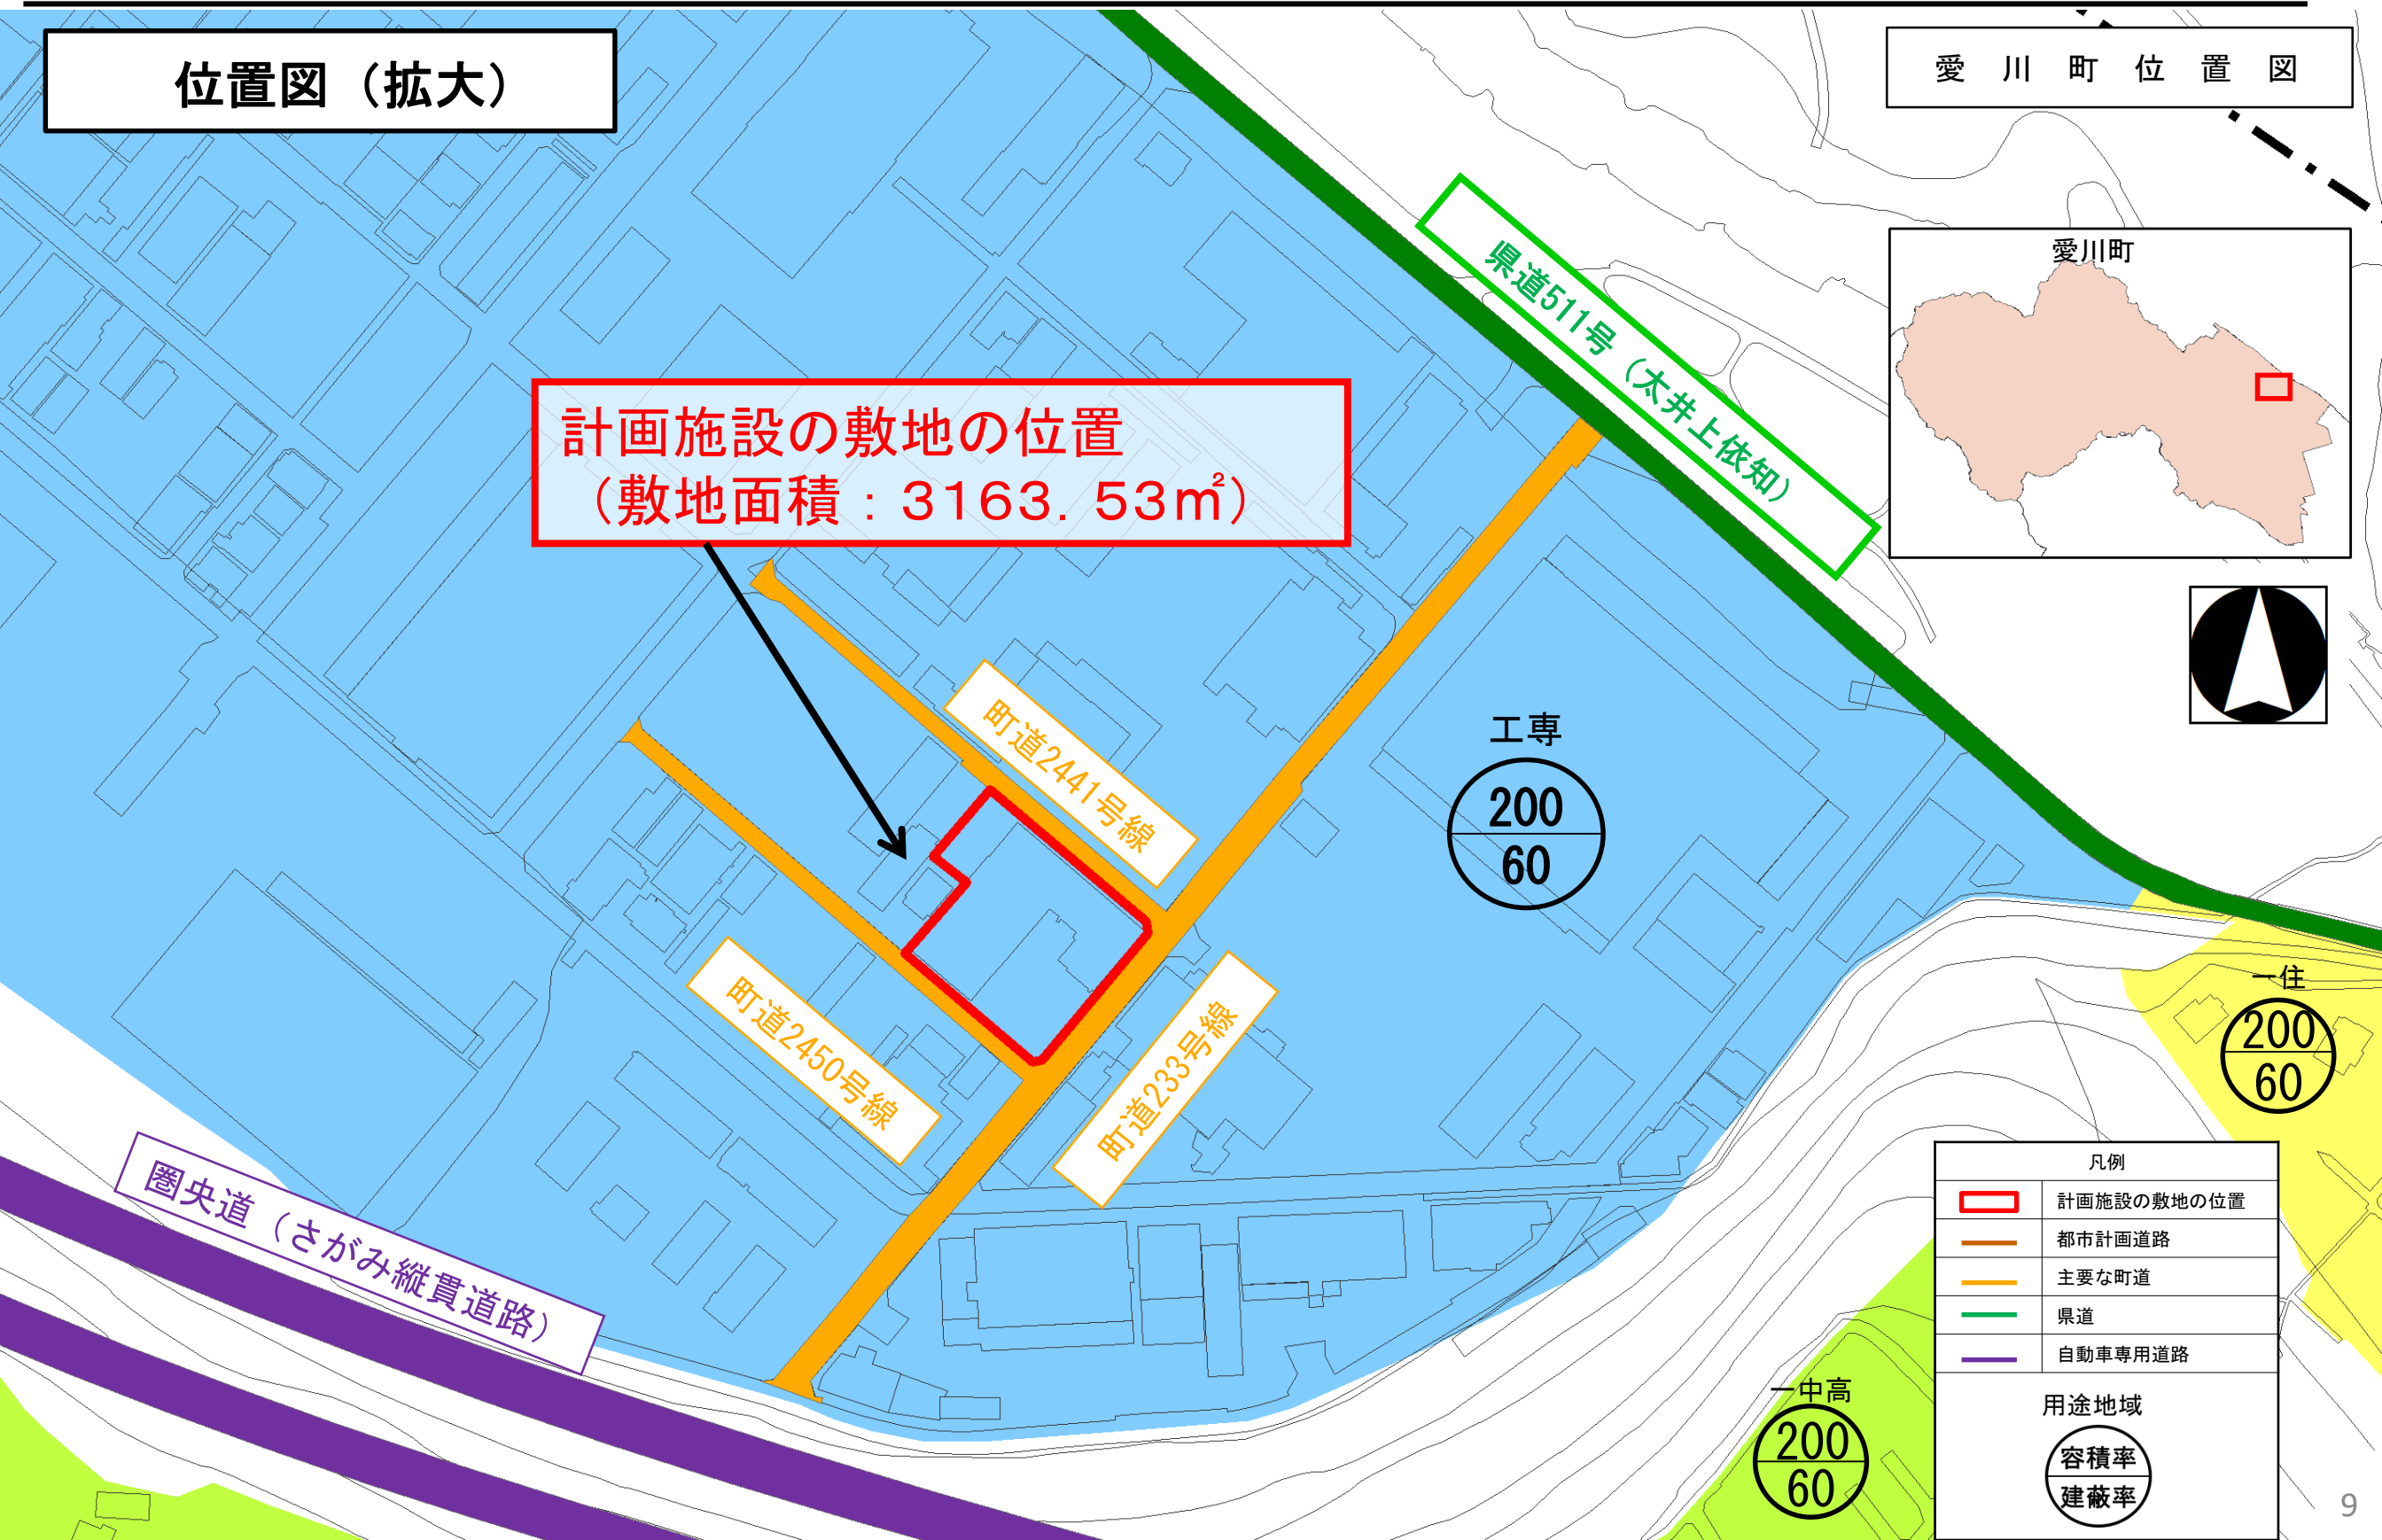 位置図（拡大）
愛川町位置図
愛川町
県道511号（太井上依知）
計画施設の敷地の位置
（敷地面積：３１６３．５３㎡）
町道2441号線
工専
200
60
町道2450号線
町道233号線
一住
200
60
圏央道（さがみ縦貫道路）
一中高
200
60
凡例
計画施設の敷地の位置
都市計画道路
主要な町道
県道
自動車専用道路
用途地域
容積率
建蔽率
9